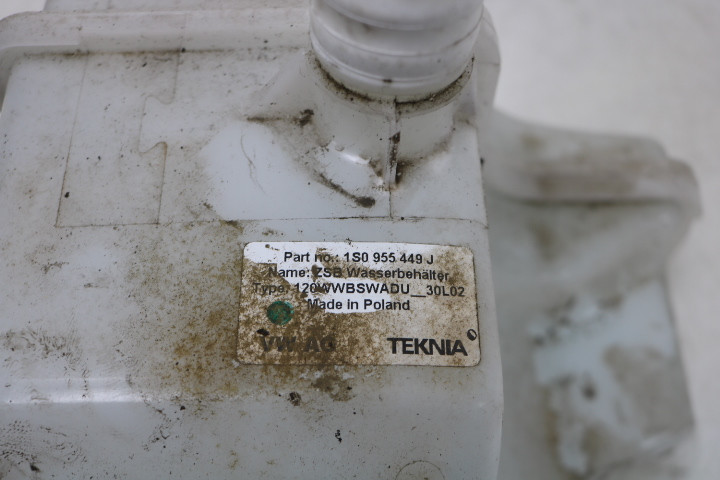 Part no.: 1S0 955 449 J
Name: ZSB Wasserbehälter
Type: 120WWBSWADU__30L02
Made in Poland
VW AG TEKNIA